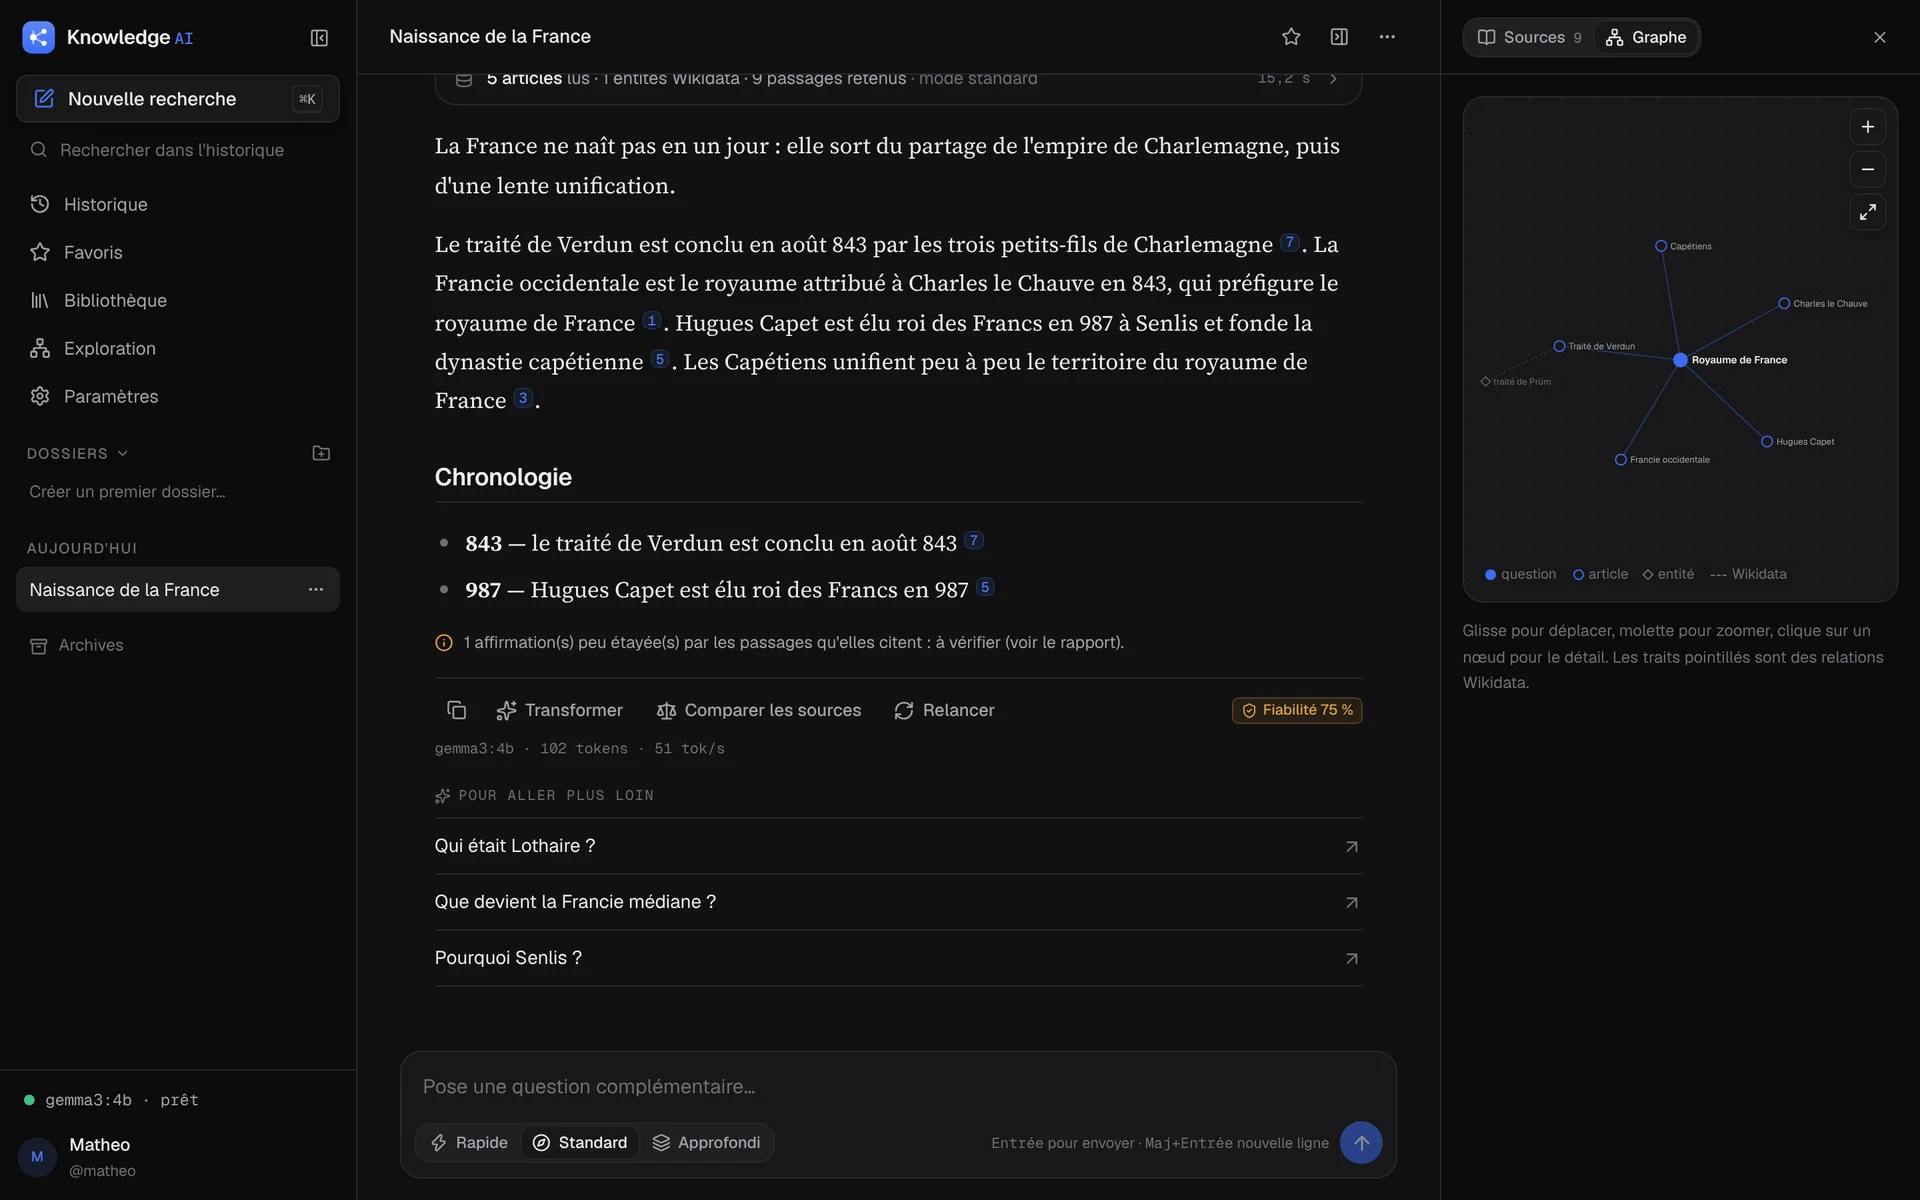 Knowledge AI
Nouvelle recherche ⌘K
Rechercher dans l'historique
Historique
Favoris
Bibliothèque
Exploration
Paramètres
DOSSIERS
Créer un premier dossier...
AUJOURD'HUI
Naissance de la France
Archives
gemma3:4b · prêt
M
Matheo
@matheo
Naissance de la France
5 articles lus · 1 entités Wikidata · 9 passages retenus · mode standard 15,2 s
La France ne naît pas en un jour : elle sort du partage de l'empire de Charlemagne, puis
d'une lente unification.
Le traité de Verdun est conclu en août 843 par les trois petits-fils de Charlemagne 7. La
Francie occidentale est le royaume attribué à Charles le Chauve en 843, qui préfigure le
royaume de France 1. Hugues Capet est élu roi des Francs en 987 à Senlis et fonde la
dynastie capétienne 5. Les Capétiens unifient peu à peu le territoire du royaume de
France 3.
Chronologie
843 — le traité de Verdun est conclu en août 843 7
987 — Hugues Capet est élu roi des Francs en 987 5
1 affirmation(s) peu étayée(s) par les passages qu'elles citent : à vérifier (voir le rapport).
Transformer Comparer les sources Relancer Fiabilité 75 %
gemma3:4b · 102 tokens · 51 tok/s
POUR ALLER PLUS LOIN
Qui était Lothaire ?
Que devient la Francie médiane ?
Pourquoi Senlis ?
Pose une question complémentaire...
Rapide Standard Approfondi Entrée pour envoyer · Maj+Entrée nouvelle ligne
Sources 9 Graphe
Capétiens
Charles le Chauve
Traité de Verdun
Royaume de France
traité de Prüm
Hugues Capet
Francie occidentale
question article entité --- Wikidata
Glisse pour déplacer, molette pour zoomer, clique sur un
nœud pour le détail. Les traits pointillés sont des relations
Wikidata.